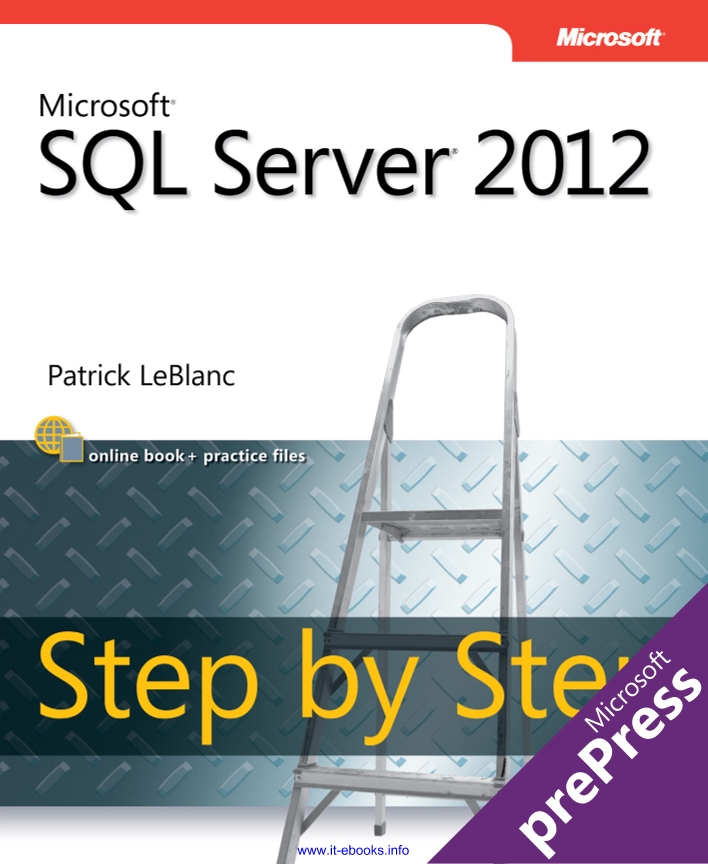 Microsoft®
Microsoft®
SQL Server® 2012
Patrick LeBlanc
online book + practice files
Step by Ste
Microsoft
prePress
www.it-ebooks.info